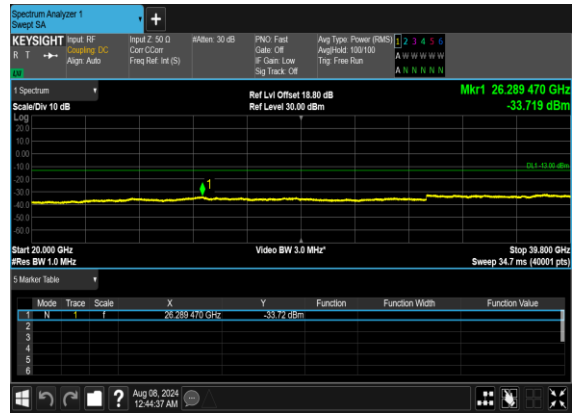 Spectrum Analyzer 1
Swept SA
+
KEYSIGHT Input: RF Input Z: 50 Ω #Atten: 30 dB PNO: Fast Avg Type: Power (RMS) 1 2 3 4 5 6
R T Coupling: DC Corr CCorr Gate: Off Avg|Hold: 100/100 A W W W W W
Align: Auto Freq Ref: Int (S) IF Gain: Low Trig: Free Run
LW Sig Track: Off A N N N N N
1 Spectrum Ref Lvl Offset 18.80 dB Mkr1 26.289 470 GHz
Scale/Div 10 dB Ref Level 30.00 dBm -33.719 dBm
Log
20.0
10.0
0.00
-10.0 DL1 -13.00 dBm
-20.0
-30.0 1
-40.0
-50.0
-60.0
Start 20.000 GHz Video BW 3.0 MHz* Stop 39.800 GHz
#Res BW 1.0 MHz Sweep 34.7 ms (40001 pts)
5 Marker Table
Mode Trace Scale X Y Function Function Width Function Value
1 N 1 f 26.289 470 GHz -33.72 dBm
2
3
4
5
6
? Aug 08, 2024
12:44:37 AM